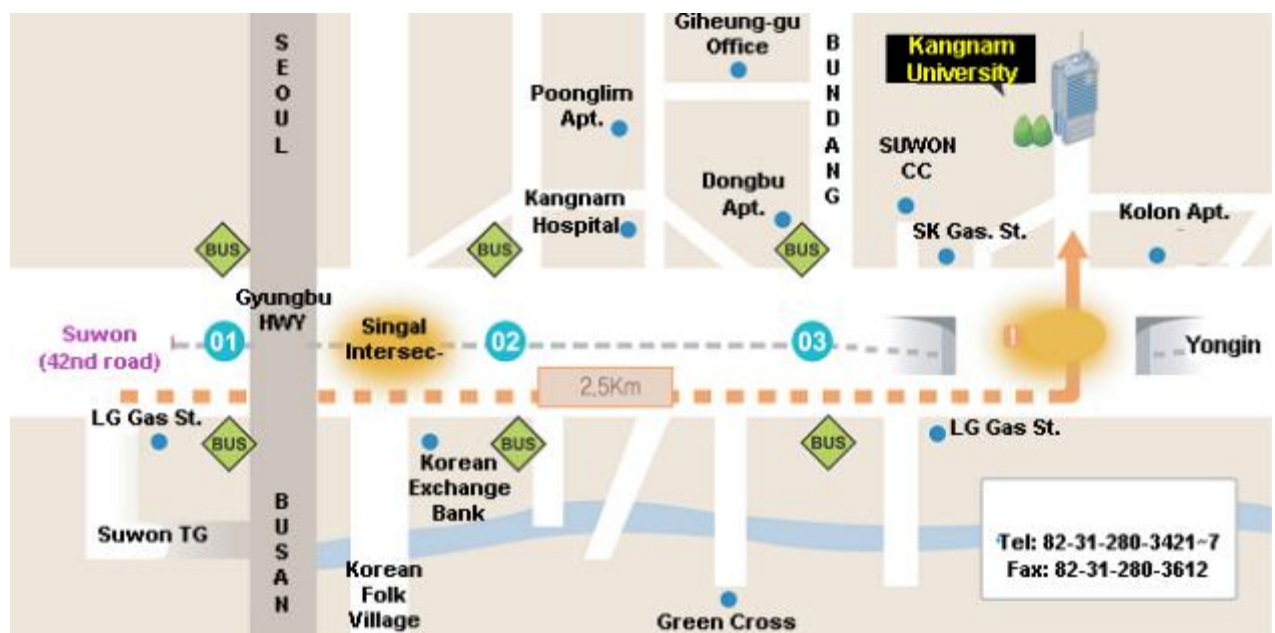 Giheung-gu
Office
Kangnam
University
SEOUL
BUNDANG
Poonglim
Apt.
SUWON
CC
Dongbu
Apt.
Kangnam
Hospital
Kolon Apt.
SK Gas. St.
BUS
BUS
BUS
Gyungbu
HWY
Suwon
(42nd road)
01
Singal
Intersec-
02
03
!
Yongin
2.5Km
LG Gas St.
BUS
BUS
BUS
LG Gas St.
Korean
Exchange
Bank
BUSAN
Suwon TG
Korean
Folk
Village
Green Cross
Tel: 82-31-280-3421~7
Fax: 82-31-280-3612